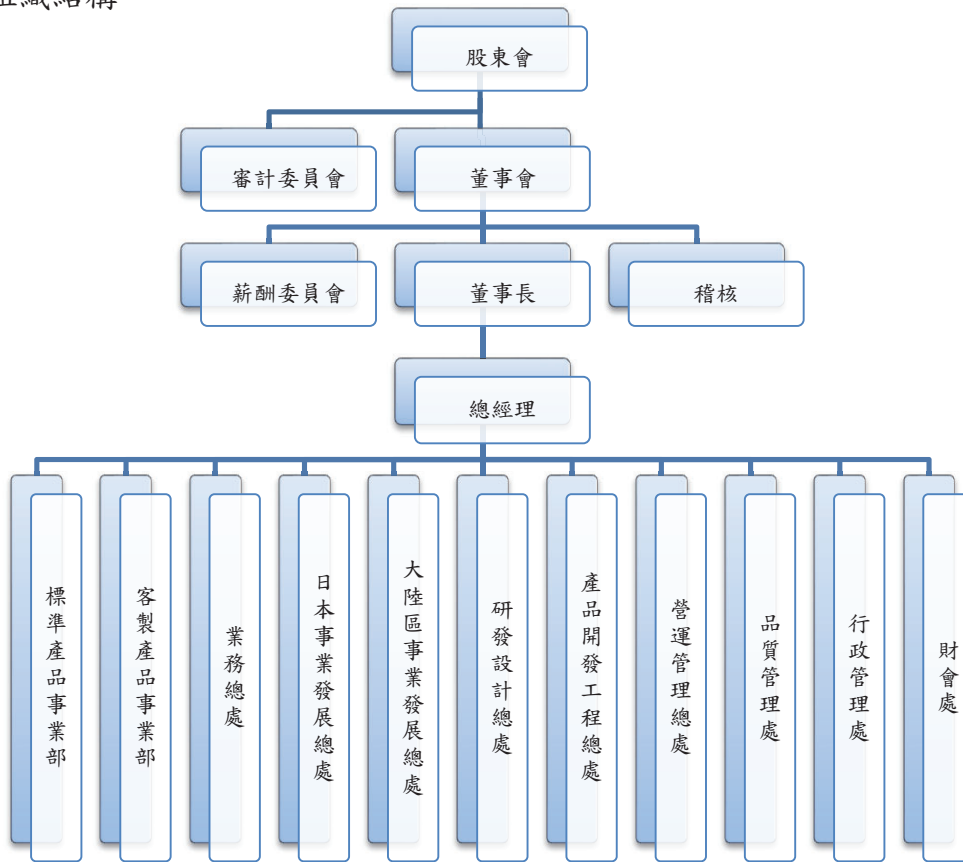 組織結構
股東會
審計委員會
董事會
薪酬委員會
董事長
稽核
總經理
標準產品事業部
客製產品事業部
業務總處
日本事業發展總處
大陸區事業發展總處
研發設計總處
產品開發工程總處
營運管理總處
品質管理處
行政管理處
財會處